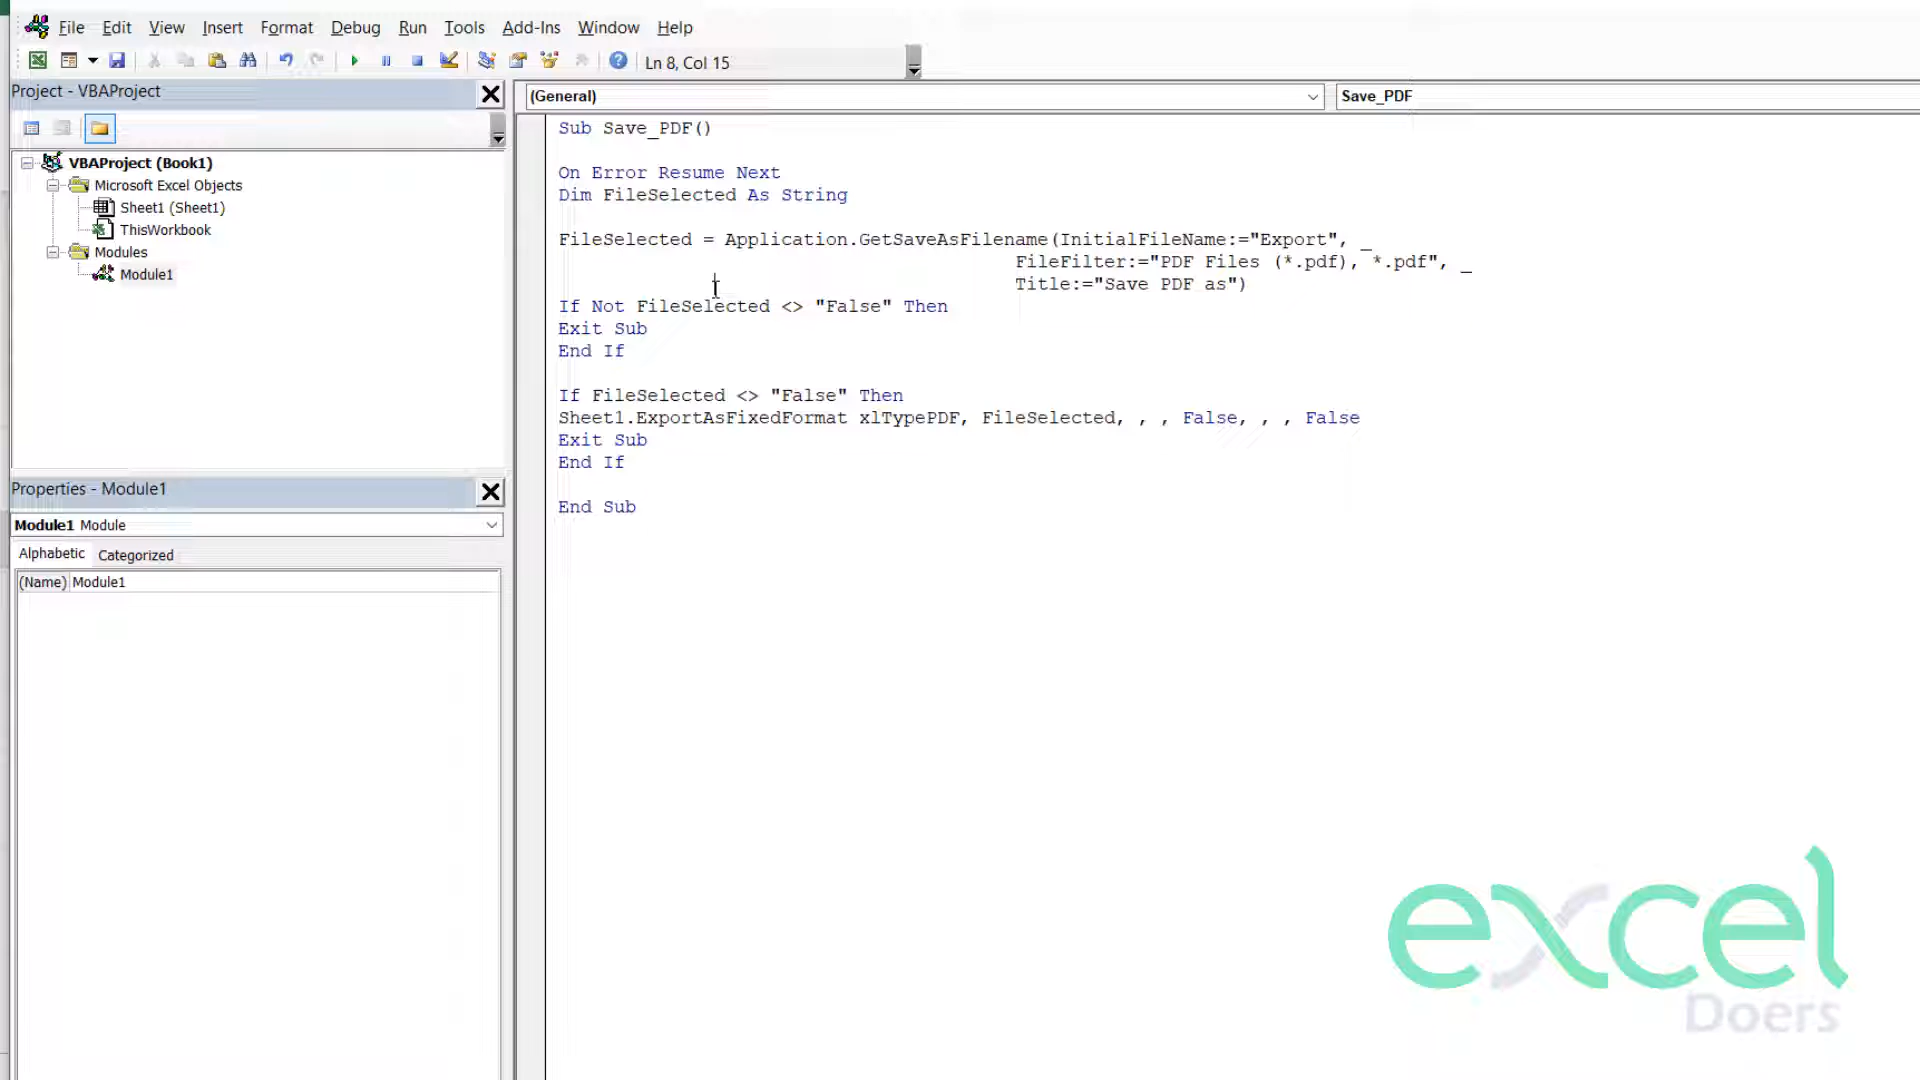 File Edit View Insert Format Debug Run Tools Add-Ins Window Help
Ln 8, Col 15
Project - VBAProject
VBAProject (Book1)
Microsoft Excel Objects
Sheet1 (Sheet1)
ThisWorkbook
Modules
Module1
Properties - Module1
Module1 Module
Alphabetic Categorized
(Name) Module1
(General) Save_PDF
Sub Save_PDF()
On Error Resume Next
Dim FileSelected As String
FileSelected = Application.GetSaveAsFilename(InitialFileName:="Export", _
FileFilter:="PDF Files (*.pdf), *.pdf", _
Title:="Save PDF as")
If Not FileSelected <> "False" Then
Exit Sub
End If
If FileSelected <> "False" Then
Sheet1.ExportAsFixedFormat xlTypePDF, FileSelected, , , False, , , False
Exit Sub
End If
End Sub
excel
Doers